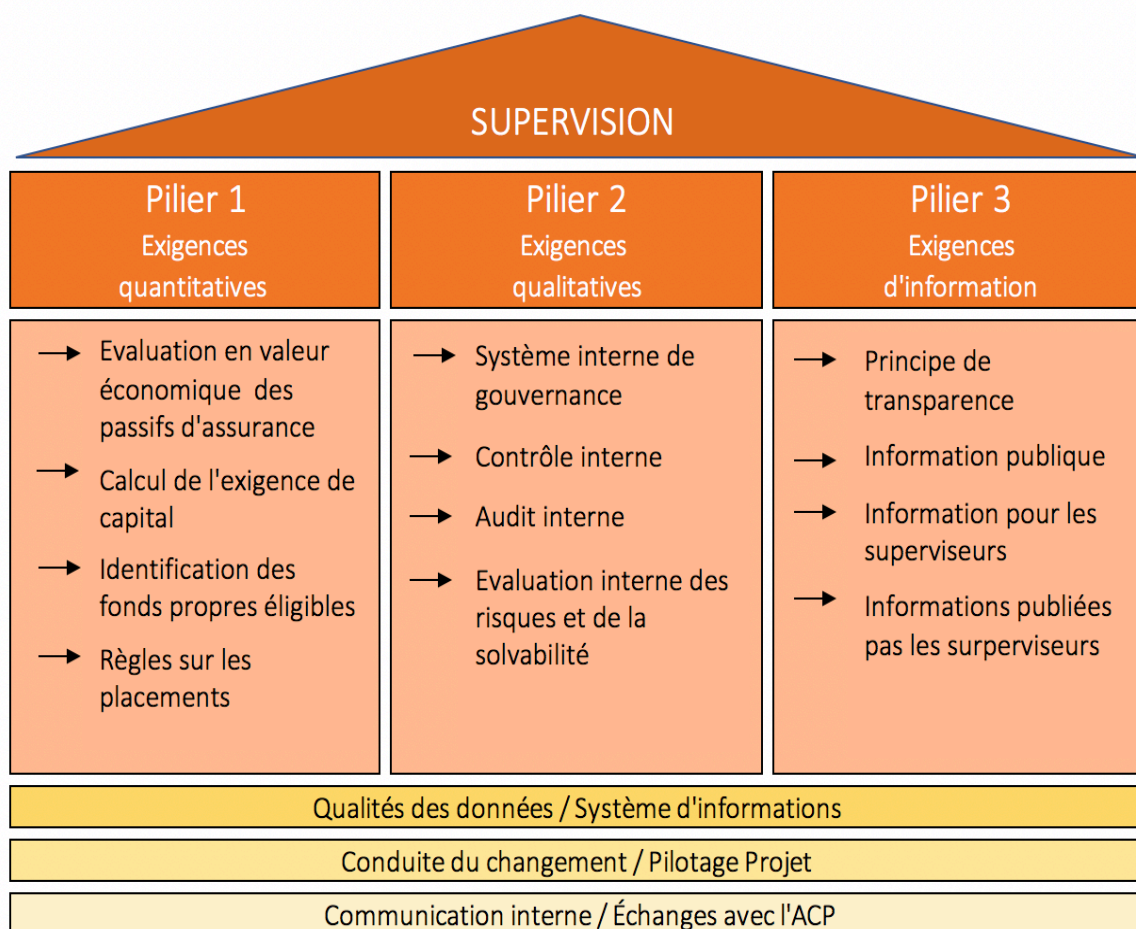 SUPERVISION
Pilier 1
Exigences
quantitatives
Pilier 2
Exigences
qualitatives
Pilier 3
Exigences
d'information
Evaluation en valeur
économique des
passifs d'assurance
Calcul de l'exigence de
capital
Identification des
fonds propres éligibles
Règles sur les
placements
Système interne de
gouvernance
Contrôle interne
Audit interne
Evaluation interne des
risques et de la
solvabilité
Principe de
transparence
Information publique
Information pour les
superviseurs
Informations publiées
pas les surperviseurs
Qualités des données / Système d'informations
Conduite du changement / Pilotage Projet
Communication interne / Échanges avec l'ACP